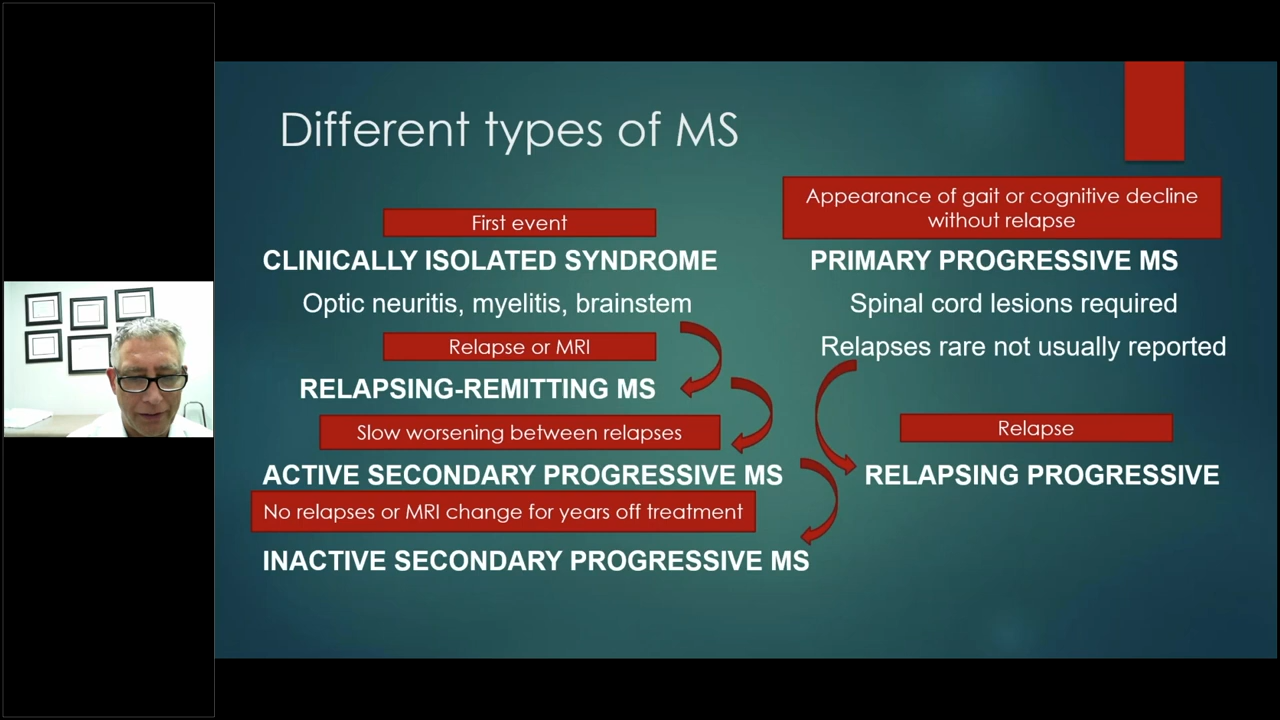 Different types of MS
First event
CLINICALLY ISOLATED SYNDROME
Optic neuritis, myelitis, brainstem
Relapse or MRI
RELAPSING-REMITTING MS
Slow worsening between relapses
ACTIVE SECONDARY PROGRESSIVE MS
No relapses or MRI change for years off treatment
INACTIVE SECONDARY PROGRESSIVE MS
Appearance of gait or cognitive decline
without relapse
PRIMARY PROGRESSIVE MS
Spinal cord lesions required
Relapses rare not usually reported
Relapse
RELAPSING PROGRESSIVE